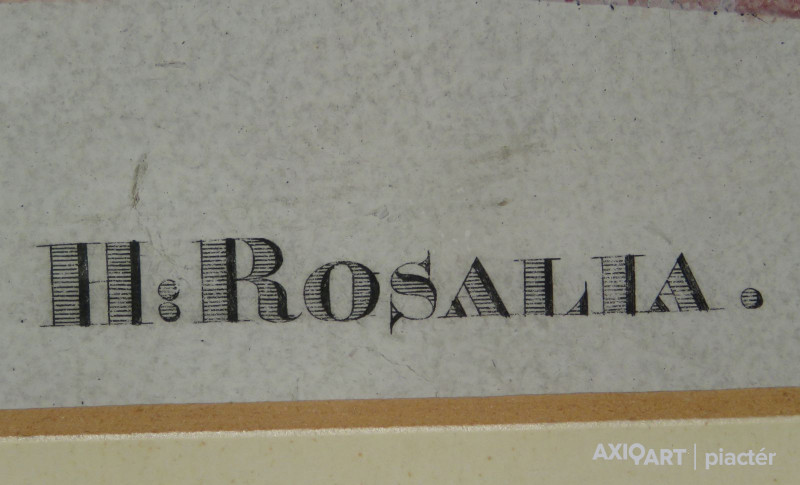 H: ROSALIA.
AXIOART | piactér